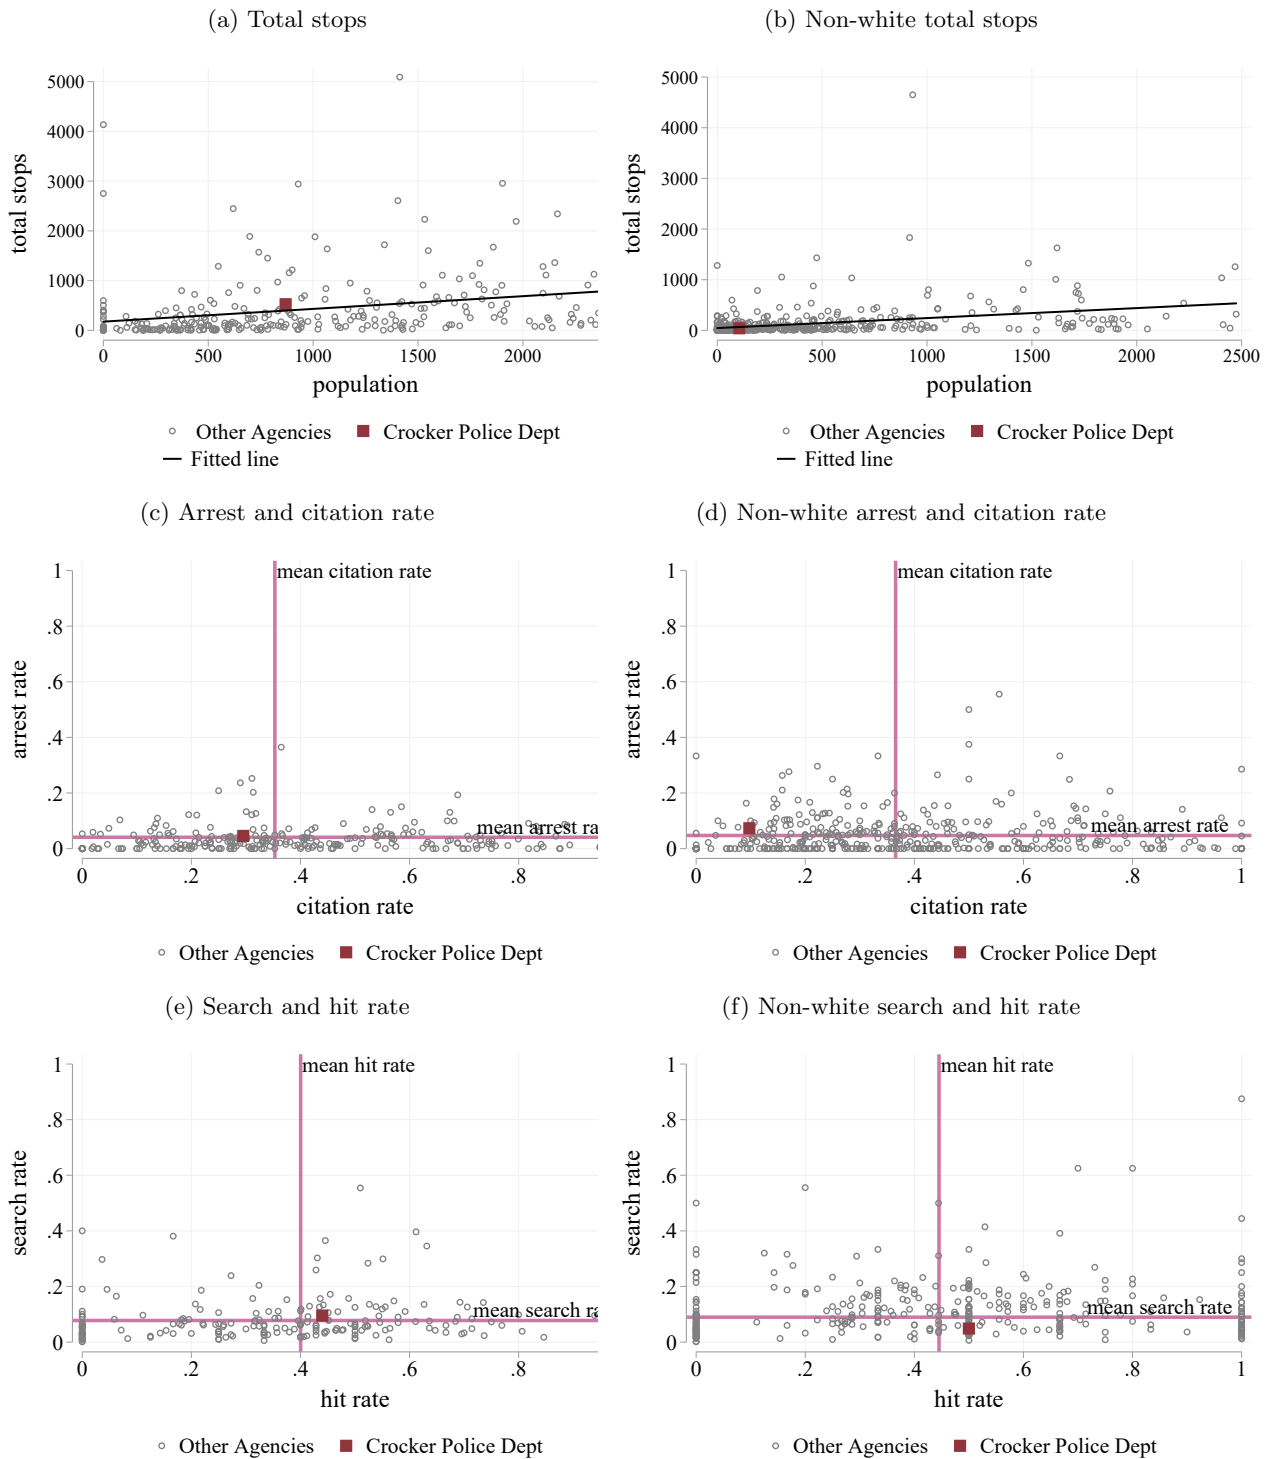 (a) Total stops
(b) Non-white total stops
total stops
5000
4000
3000
2000
1000
0
0 500 1000 1500 2000
population
Other Agencies Crocker Police Dept
Fitted line
total stops
5000
4000
3000
2000
1000
0
0 500 1000 1500 2000 2500
population
Other Agencies Crocker Police Dept
Fitted line
(c) Arrest and citation rate
(d) Non-white arrest and citation rate
arrest rate
1
.8
.6
.4
.2
0
mean citation rate
mean arrest ra
0 .2 .4 .6 .8
citation rate
Other Agencies Crocker Police Dept
arrest rate
1
.8
.6
.4
.2
0
mean citation rate
mean arrest rate
0 .2 .4 .6 .8 1
citation rate
Other Agencies Crocker Police Dept
(e) Search and hit rate
(f) Non-white search and hit rate
search rate
1
.8
.6
.4
.2
0
mean hit rate
mean search ra
0 .2 .4 .6 .8
hit rate
Other Agencies Crocker Police Dept
search rate
1
.8
.6
.4
.2
0
mean hit rate
mean search rate
0 .2 .4 .6 .8 1
hit rate
Other Agencies Crocker Police Dept